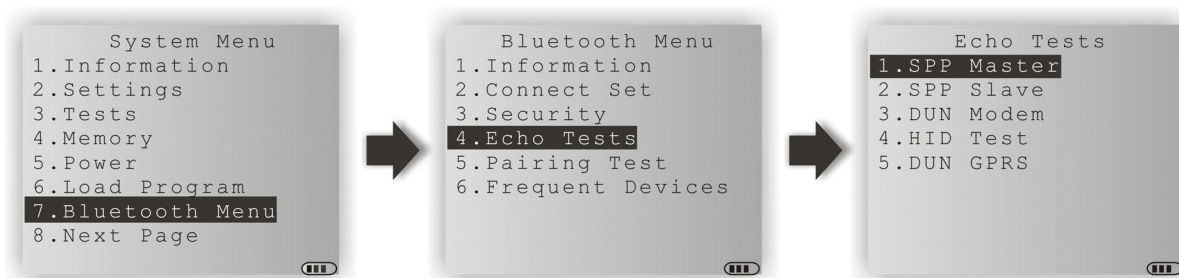 System Menu
1.Information
2.Settings
3.Tests
4.Memory
5.Power
6.Load Program
7.Bluetooth Menu
8.Next Page
Bluetooth Menu
1.Information
2.Connect Set
3.Security
4.Echo Tests
5.Pairing Test
6.Frequent Devices
Echo Tests
1.SPP Master
2.SPP Slave
3.DUN Modem
4.HID Test
5.DUN GPRS